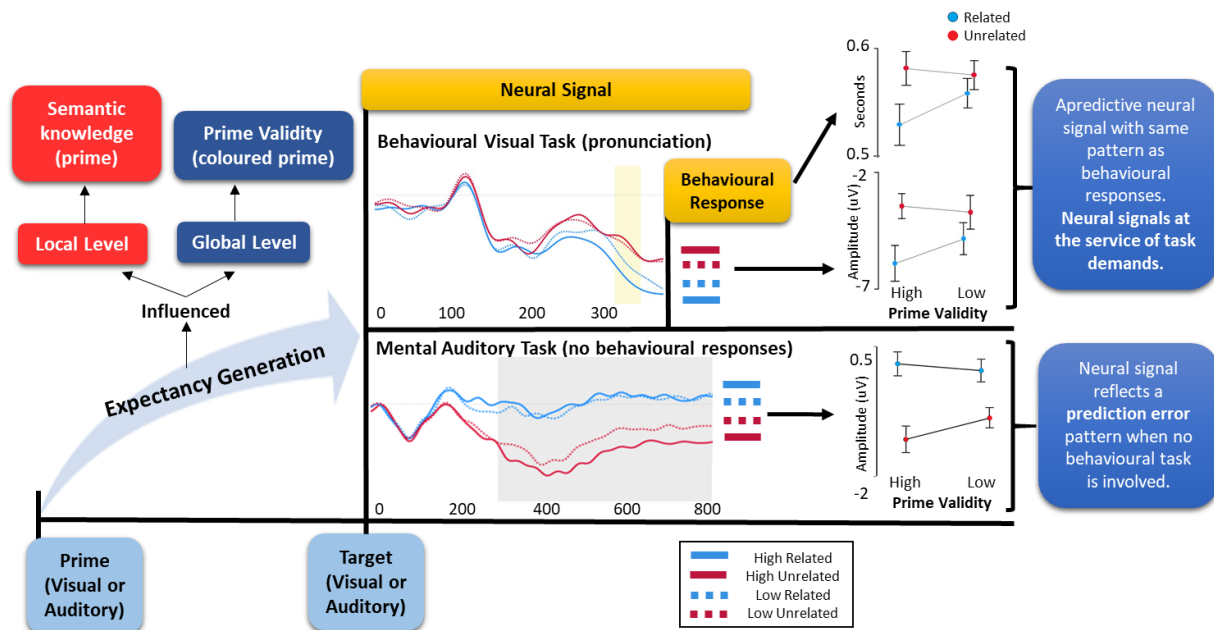 Related
Unrelated
Semantic
knowledge
(prime)
Prime Validity
(coloured prime)
Local Level
Global Level
Influenced
Expectancy Generation
Prime
(Visual or
Auditory)
Target
(Visual or
Auditory)
Neural Signal
Behavioural Visual Task (pronunciation)
0 100 200 300
Behavioural
Response
Mental Auditory Task (no behavioural responses)
0 200 400 600 800
0.6
Seconds
0.5
-2
Amplitude (uV)
-7
High Low
Prime Validity
0.5
Amplitude (uV)
-2
High Low
Prime Validity
Apredictive neural
signal with same
pattern as
behavioural
responses.
Neural signals at
the service of task
demands.
Neural signal
reflects a
prediction error
pattern when no
behavioural task
is involved.
High Related
High Unrelated
Low Related
Low Unrelated